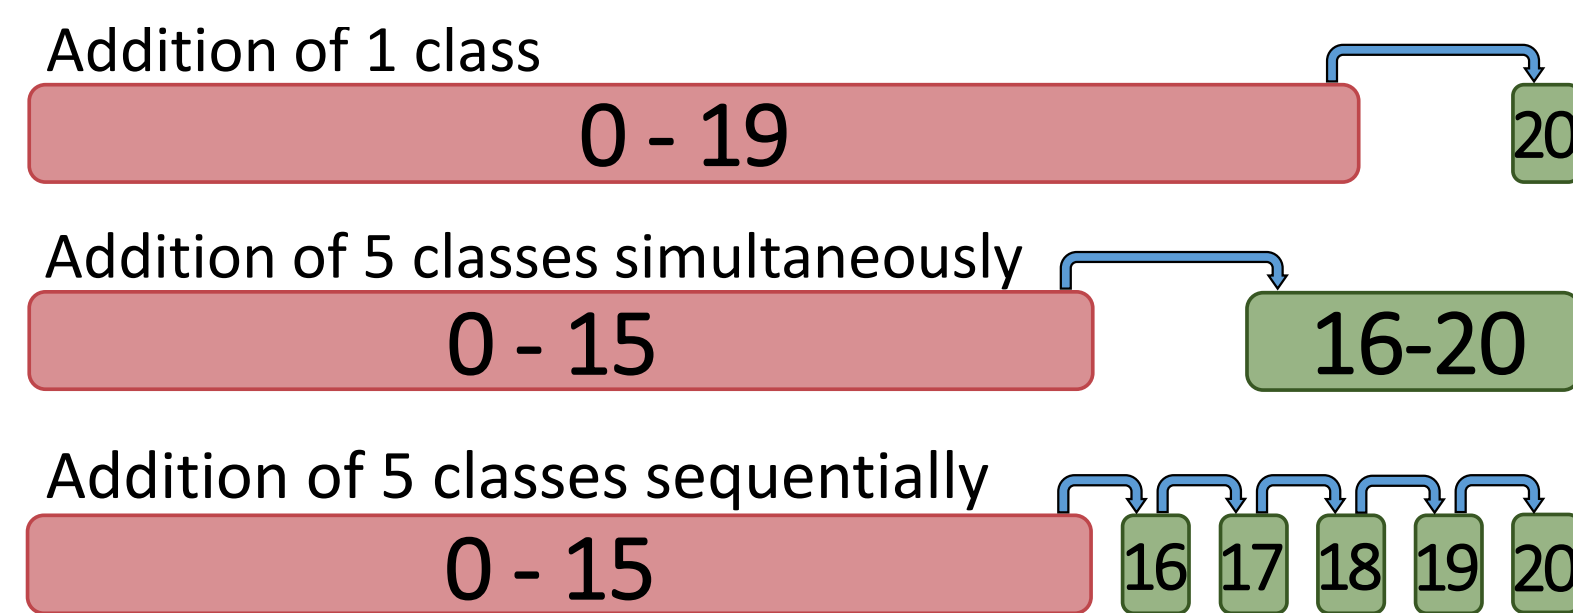 Addition of 1 class
0 - 19
20
Addition of 5 classes simultaneously
0 - 15
16-20
Addition of 5 classes sequentially
0 - 15
16
17
18
19
20